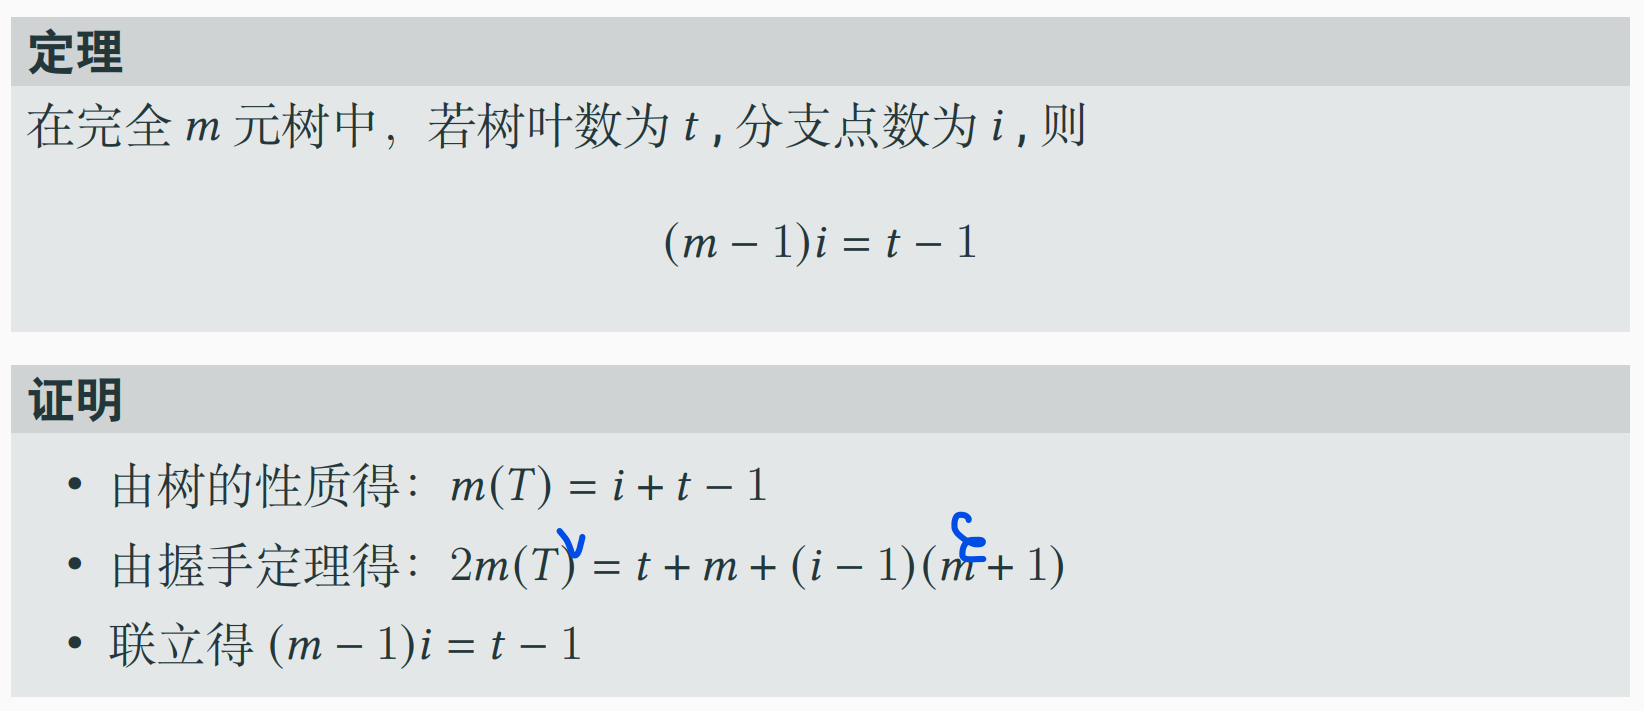 定理
在完全 m 元树中，若树叶数为 t , 分支点数为 i , 则
(m − 1)i = t − 1
证明
• 由树的性质得：m(T) = i + t − 1
• 由握手定理得：2m(T) = t + m + (i − 1)(m + 1)
• 联立得 (m − 1)i = t − 1